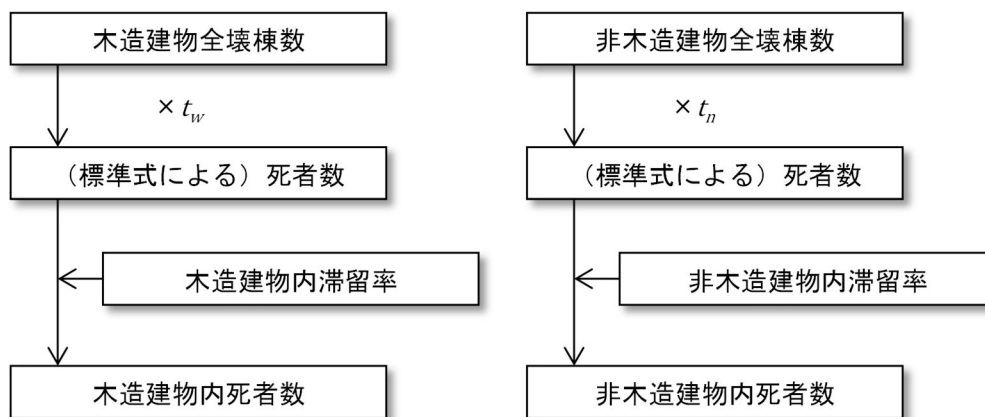 木造建物全壊棟数
× t_w
（標準式による）死者数
木造建物内滞留率
木造建物内死者数
非木造建物全壊棟数
× t_n
（標準式による）死者数
非木造建物内滞留率
非木造建物内死者数